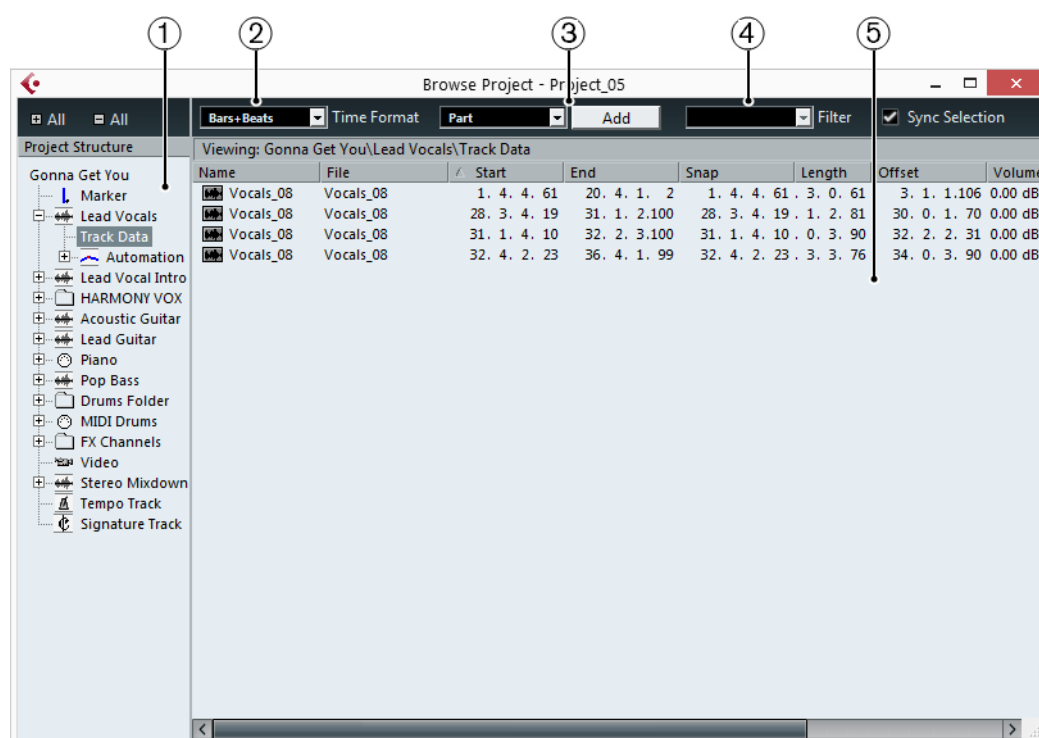 ① ② ③ ④ ⑤
Browse Project - Project_05
All All Bars+Beats Time Format Part Add Filter Sync Selection
Project Structure
Viewing: Gonna Get You\Lead Vocals\Track Data
Name File Start End Snap Length Offset Volume
Vocals_08 Vocals_08 1. 4. 4. 61 20. 4. 1. 2 1. 4. 4. 61 . 3. 0. 61 3. 1. 1.106 0.00 dB
Vocals_08 Vocals_08 28. 3. 4. 19 31. 1. 2.100 28. 3. 4. 19 . 1. 2. 81 30. 0. 1. 70 0.00 dB
Vocals_08 Vocals_08 31. 1. 4. 10 32. 2. 3.100 31. 1. 4. 10 . 0. 3. 90 32. 2. 2. 31 0.00 dB
Vocals_08 Vocals_08 32. 4. 2. 23 36. 4. 1. 99 32. 4. 2. 23 . 3. 3. 76 34. 0. 3. 90 0.00 dB
Gonna Get You
Marker
Lead Vocals
Track Data
Automation
Lead Vocal Intro
HARMONY VOX
Acoustic Guitar
Lead Guitar
Piano
Pop Bass
Drums Folder
MIDI Drums
FX Channels
Video
Stereo Mixdown
Tempo Track
Signature Track